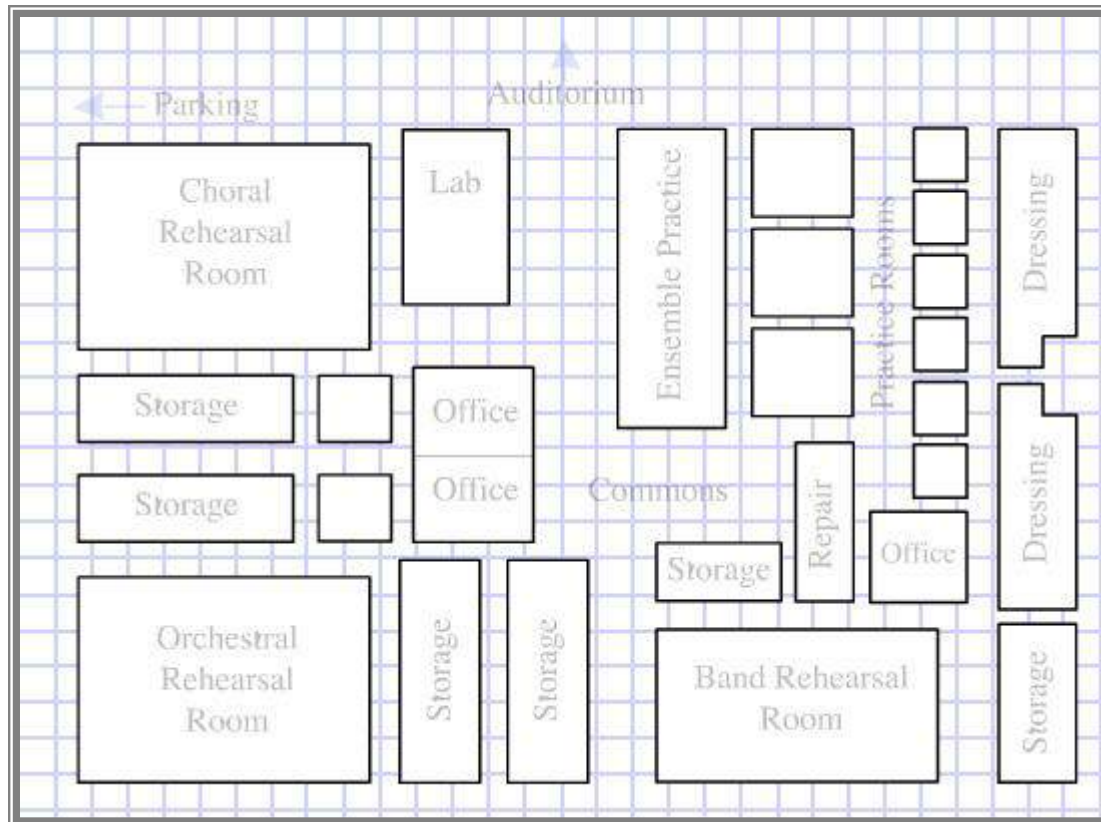 Auditorium
Parking
Choral
Rehearsal
Room
Lab
Ensemble Practice
Practice Rooms
Dressing
Storage
Office
Storage
Office
Commons
Storage
Repair
Office
Dressing
Orchestral
Rehearsal
Room
Storage
Storage
Band Rehearsal
Room
Storage